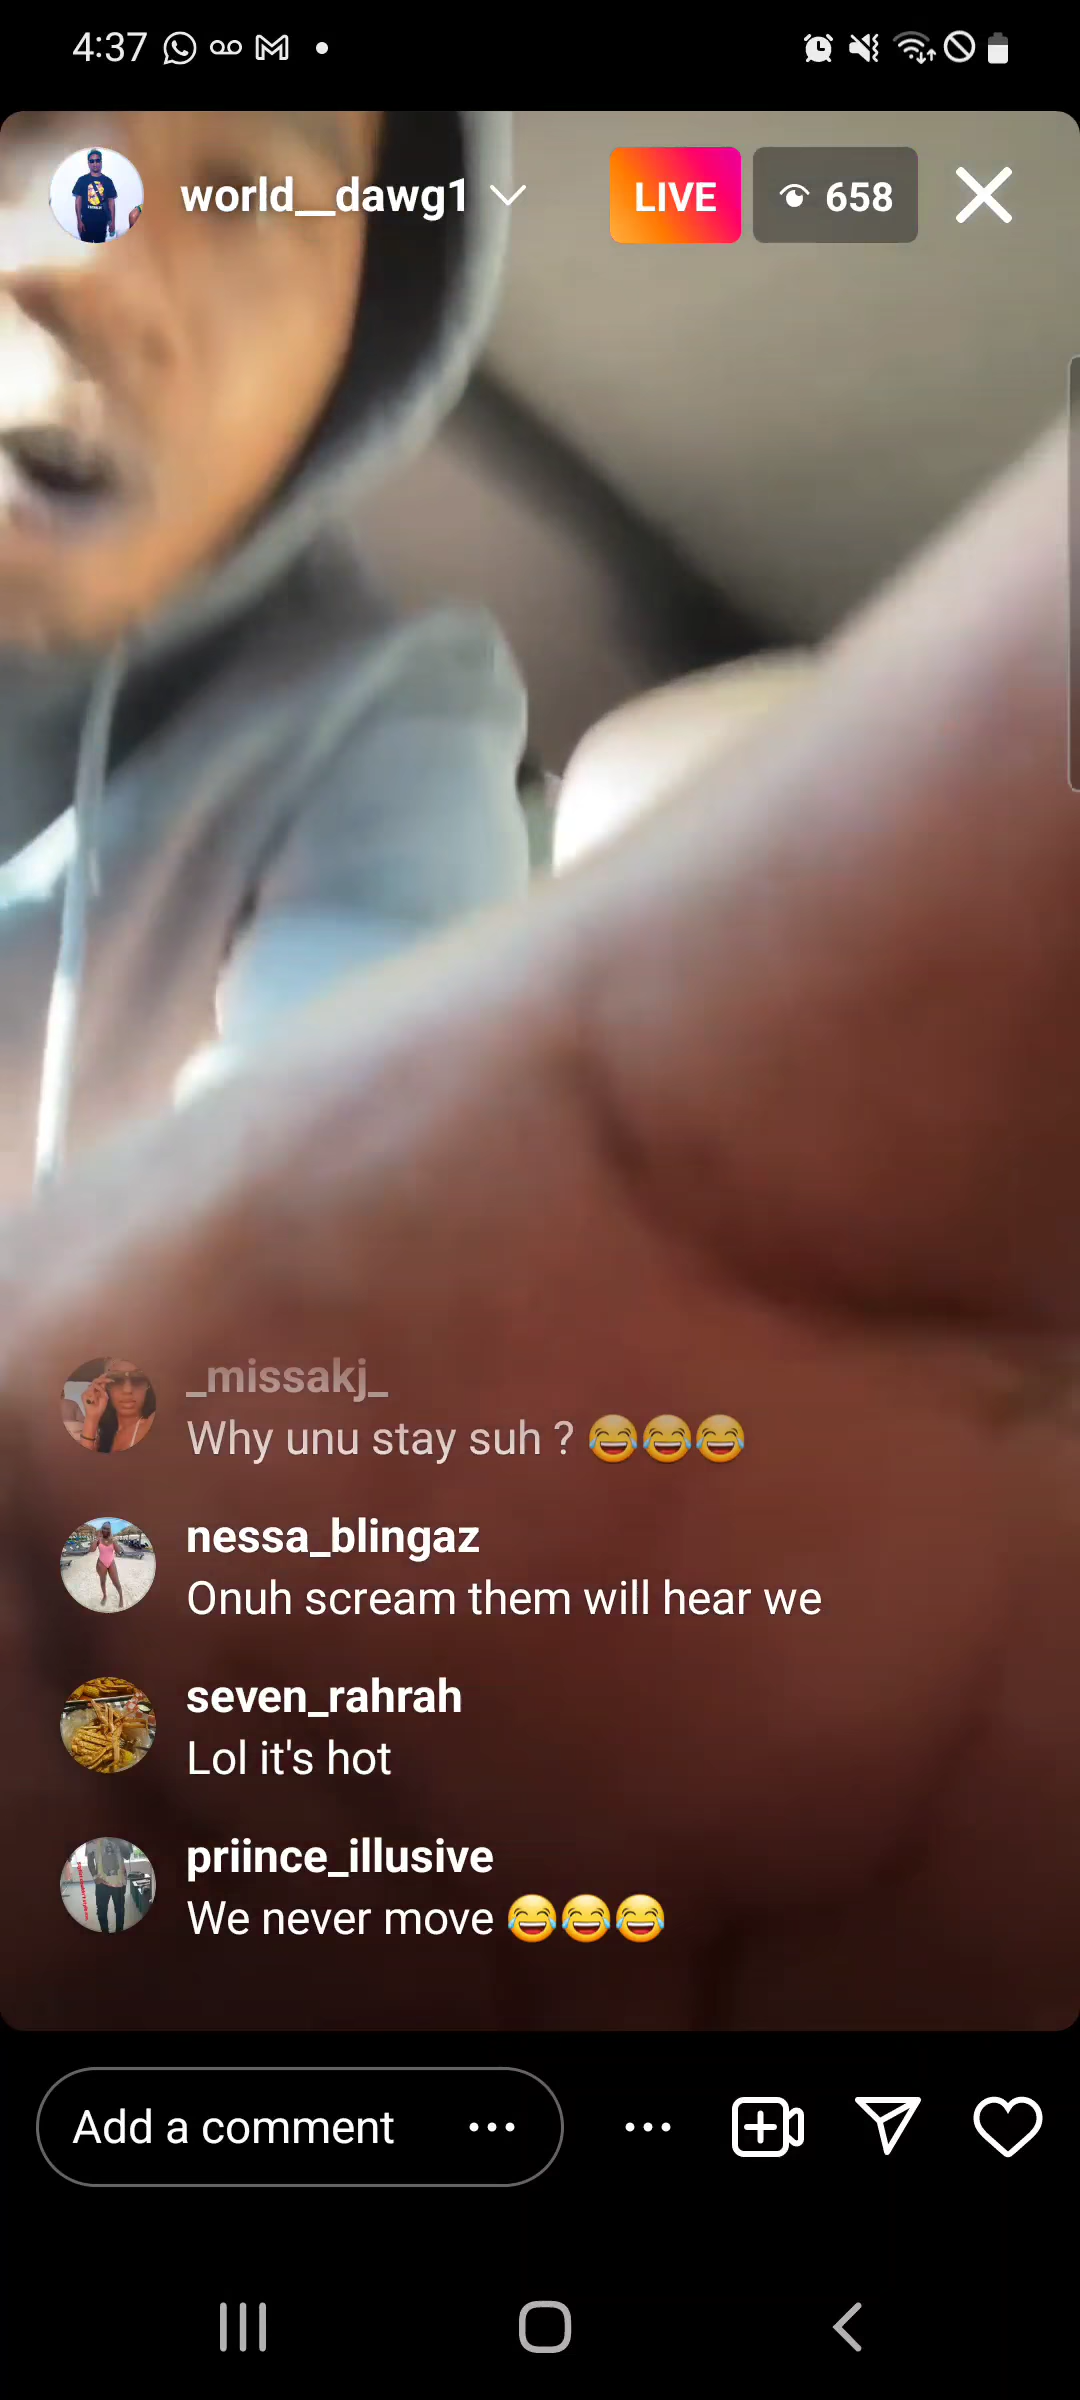 4:37
world__dawg1
LIVE
658
_missakj_
Why unu stay suh ? 😂😂😂
nessa_blingaz
Onuh scream them will hear we
seven_rahrah
Lol it's hot
priince_illusive
We never move 😂😂😂
Add a comment